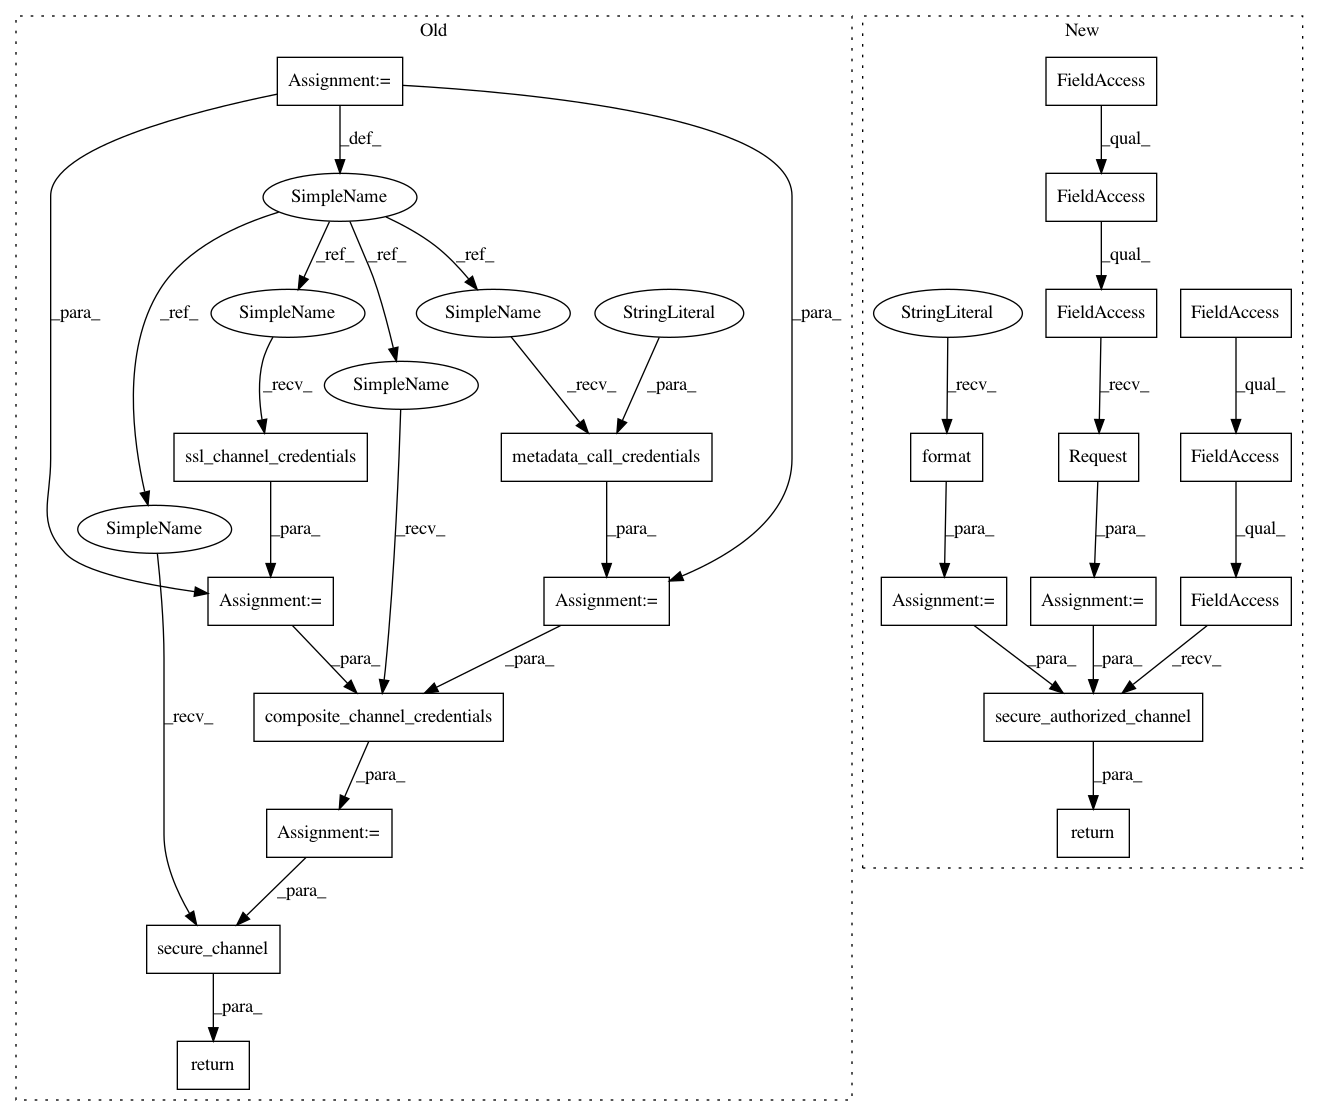 Old
New
Assignment:=
FieldAccess
_def_
_qual_
SimpleName
FieldAccess
_ref_
_ref_
_ref_
_qual_
_para_
_ref_
SimpleName
SimpleName
StringLiteral
_para_
StringLiteral
FieldAccess
FieldAccess
_recv_
SimpleName
_recv_
_para_
_recv_
_recv_
_qual_
ssl_channel_credentials
metadata_call_credentials
format
Request
FieldAccess
SimpleName
_para_
_recv_
_para_
_para_
_para_
_qual_
Assignment:=
Assignment:=
Assignment:=
Assignment:=
FieldAccess
_para_
_para_
_para_
_para_
_recv_
_recv_
composite_channel_credentials
secure_authorized_channel
_para_
_para_
Assignment:=
return
_para_
secure_channel
_para_
return